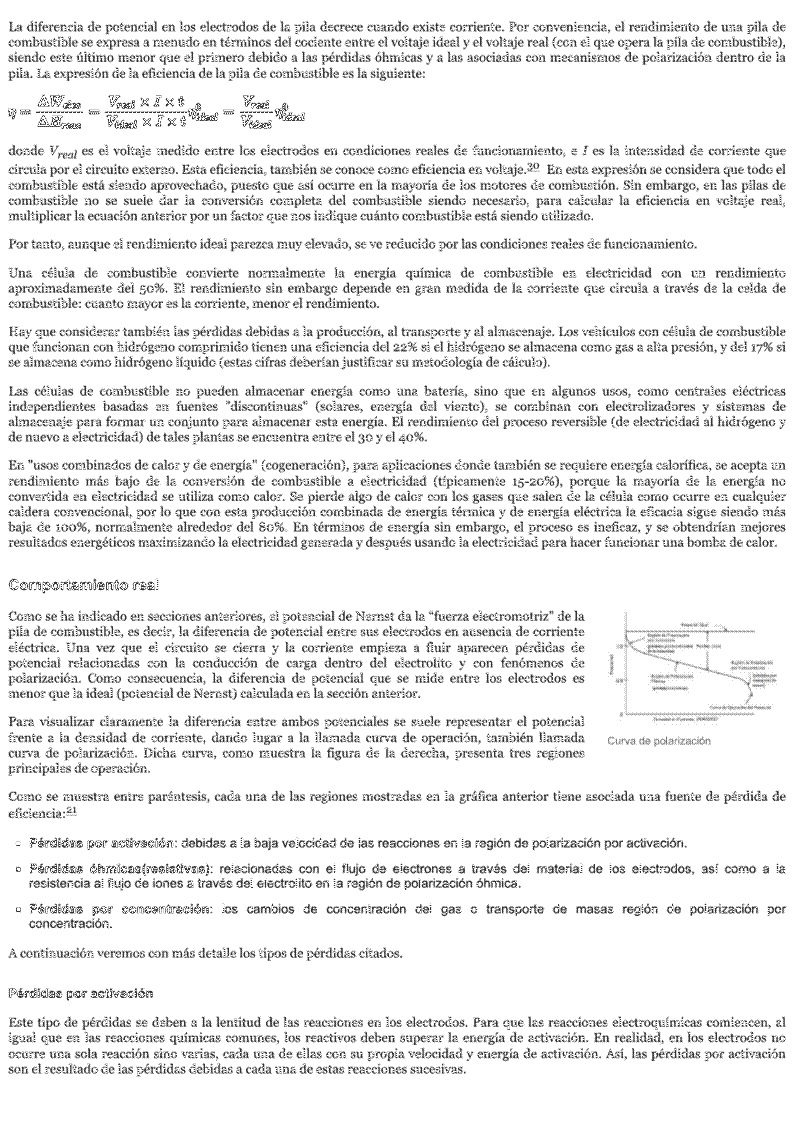 La diferencia de potencial en los electrodos de la pila decrece cuando existe corriente. Por conveniencia, el rendimiento de una pila de
combustible se expresa a menudo en términos del cociente entre el voltaje ideal y el voltaje real (con el que opera la pila de combustible),
siendo este último menor que el primero debido a las pérdidas óhmicas y a las asociadas con mecanismos de polarización dentro de la
pila. La expresión de la eficiencia de la pila de combustible es la siguiente:
donde V_real es el voltaje medido entre los electrodos en condiciones reales de funcionamiento, e I es la intensidad de corriente que
circula por el circuito externo. Esta eficiencia, también se conoce como eficiencia en voltaje.20 En esta expresión se considera que todo el
combustible está siendo aprovechado, puesto que así ocurre en la mayoría de los motores de combustión. Sin embargo, en las pilas de
combustible no se suele dar la conversión completa del combustible siendo necesario, para calcular la eficiencia en voltaje real,
multiplicar la ecuación anterior por un factor que nos indique cuánto combustible está siendo utilizado.
Por tanto, aunque el rendimiento ideal parezca muy elevado, se ve reducido por las condiciones reales de funcionamiento.
Una célula de combustible convierte normalmente la energía química de combustible en electricidad con un rendimiento
aproximadamente del 50%. El rendimiento sin embargo depende en gran medida de la corriente que circula a través de la celda de
combustible: cuanto mayor es la corriente, menor el rendimiento.
Hay que considerar también las pérdidas debidas a la producción, al transporte y al almacenaje. Los vehículos con célula de combustible
que funcionan con hidrógeno comprimido tienen una eficiencia del 22% si el hidrógeno se almacena como gas a alta presión, y del 17% si
se almacena como hidrógeno líquido (estas cifras deberían justificar su metodología de cálculo).
Las células de combustible no pueden almacenar energía como una batería, sino que en algunos usos, como centrales eléctricas
independientes basadas en fuentes "discontinuas" (solares, energía del viento), se combinan con electrolizadores y sistemas de
almacenaje para formar un conjunto para almacenar esta energía. El rendimiento del proceso reversible (de electricidad al hidrógeno y
de nuevo a electricidad) de tales plantas se encuentra entre el 30 y el 40%.
En "usos combinados de calor y de energía" (cogeneración), para aplicaciones donde también se requiere energía calorífica, se acepta un
rendimiento más bajo de la conversión de combustible a electricidad (típicamente 15-20%), porque la mayoría de la energía no
convertida en electricidad se utiliza como calor. Se pierde algo de calor con los gases que salen de la célula como ocurre en cualquier
caldera convencional, por lo que con esta producción combinada de energía térmica y de energía eléctrica la eficacia sigue siendo más
baja de 100%, normalmente alrededor del 80%. En términos de energía sin embargo, el proceso es ineficaz, y se obtendrían mejores
resultados energéticos maximizando la electricidad generada y después usando la electricidad para hacer funcionar una bomba de calor.
Comportamiento real
Como se ha indicado en secciones anteriores, el potencial de Nernst da la "fuerza electromotriz" de la
pila de combustible, es decir, la diferencia de potencial entre sus electrodos en ausencia de corriente
eléctrica. Una vez que el circuito se cierra y la corriente empieza a fluir aparecen pérdidas de
potencial relacionadas con la conducción de carga dentro del electrolito y con fenómenos de
polarización. Como consecuencia, la diferencia de potencial que se mide entre los electrodos es
menor que la ideal (potencial de Nernst) calculada en la sección anterior.
Para visualizar claramente la diferencia entre ambos potenciales se suele representar el potencial
frente a la densidad de corriente, dando lugar a la llamada curva de operación, también llamada
curva de polarización. Dicha curva, como muestra la figura de la derecha, presenta tres regiones
principales de operación.
Curva de polarización
Como se muestra entre paréntesis, cada una de las regiones mostradas en la gráfica anterior tiene asociada una fuente de pérdida de
eficiencia:21
Pérdidas por activación: debidas a la baja velocidad de las reacciones en la región de polarización por activación.
Pérdidas óhmicas(resistivas): relacionadas con el flujo de electrones a través del material de los electrodos, así como a la
resistencia al flujo de iones a través del electrolito en la región de polarización óhmica.
Pérdidas por concentración: los cambios de concentración del gas o transporte de masas región de polarización por
concentración.
A continuación veremos con más detalle los tipos de pérdidas citados.
Pérdidas por activación
Este tipo de pérdidas se deben a la lentitud de las reacciones en los electrodos. Para que las reacciones electroquímicas comiencen, al
igual que en las reacciones químicas comunes, los reactivos deben superar la energía de activación. En realidad, en los electrodos no
ocurre una sola reacción sino varias, cada una de ellas con su propia velocidad y energía de activación. Así, las pérdidas por activación
son el resultado de las pérdidas debidas a cada una de estas reacciones sucesivas.